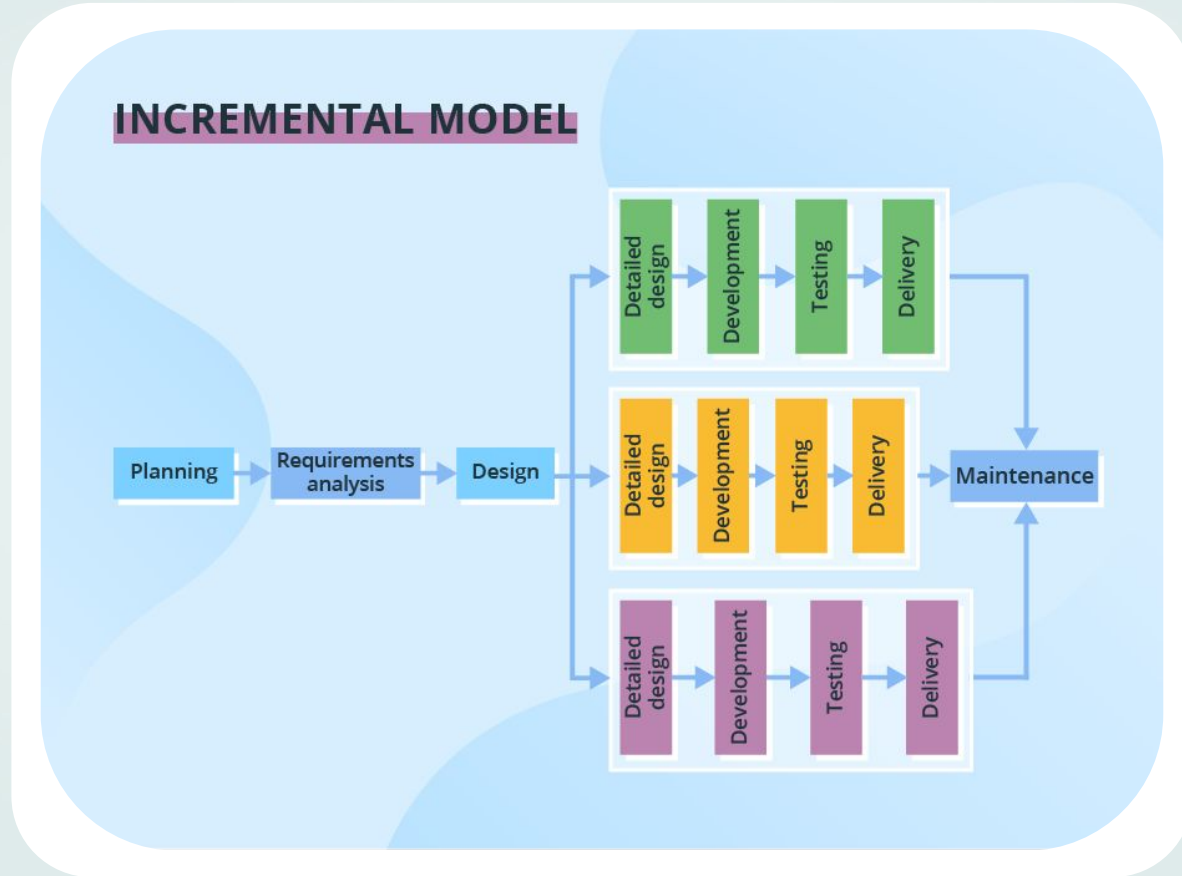 INCREMENTAL MODEL
Planning
Requirements
analysis
Design
Detailed
design
Development
Testing
Delivery
Detailed
design
Development
Testing
Delivery
Detailed
design
Development
Testing
Delivery
Maintenance